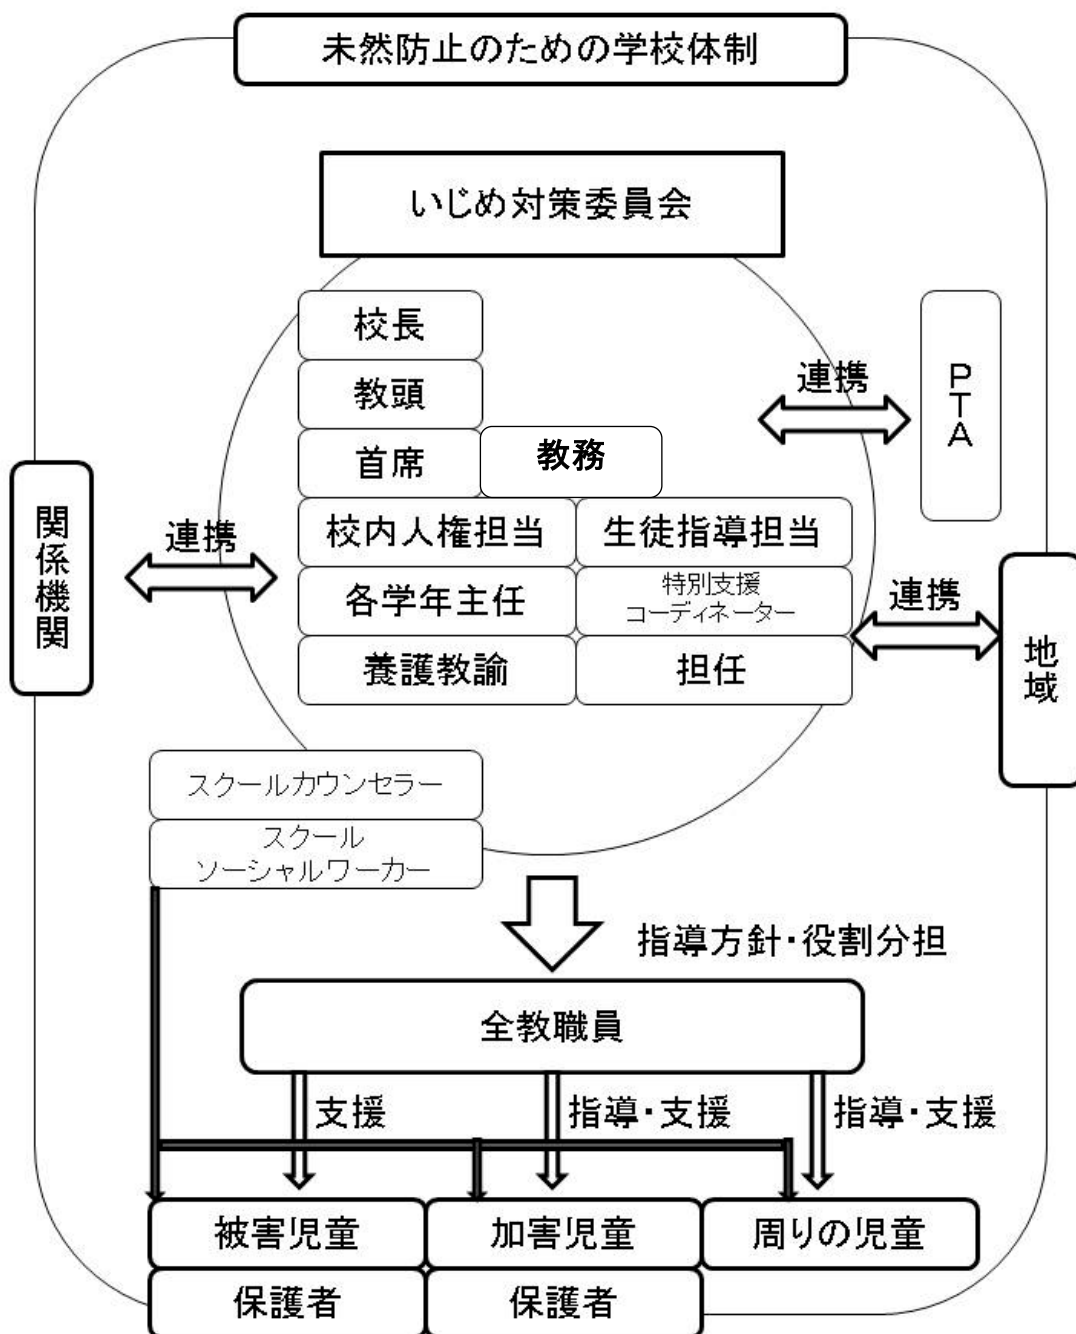 未然防止のための学校体制
いじめ対策委員会
校長
教頭
首席
教務
校内人権担当
生徒指導担当
各学年主任
特別支援
コーディネーター
養護教諭
担任
連携
PTA
関係機関
連携
連携
地域
スクールカウンセラー
スクール
ソーシャルワーカー
指導方針・役割分担
全教職員
支援
指導・支援
指導・支援
被害児童
加害児童
周りの児童
保護者
保護者